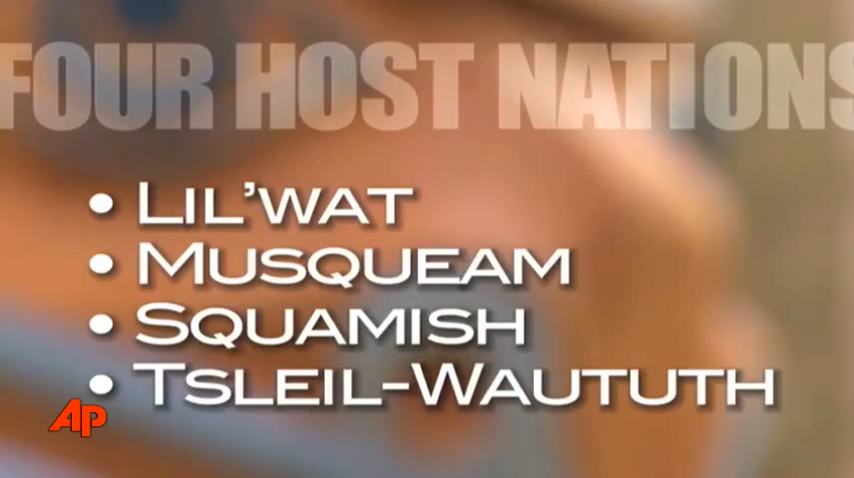 FOUR HOST NATIONS
• LIL'WAT
• MUSQUEAM
• SQUAMISH
• TSLEIL-WAUTUTH
AP